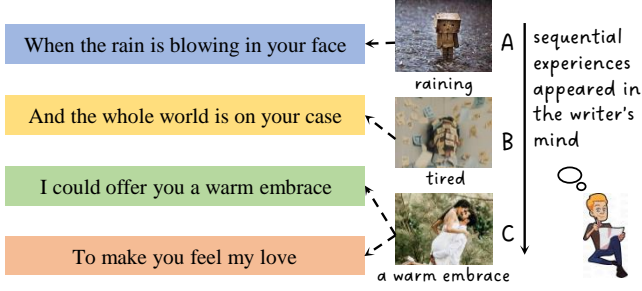 When the rain is blowing in your face
And the whole world is on your case
I could offer you a warm embrace
To make you feel my love
A
raining
B
tired
C
a warm embrace
sequential
experiences
appeared in
the writer's
mind